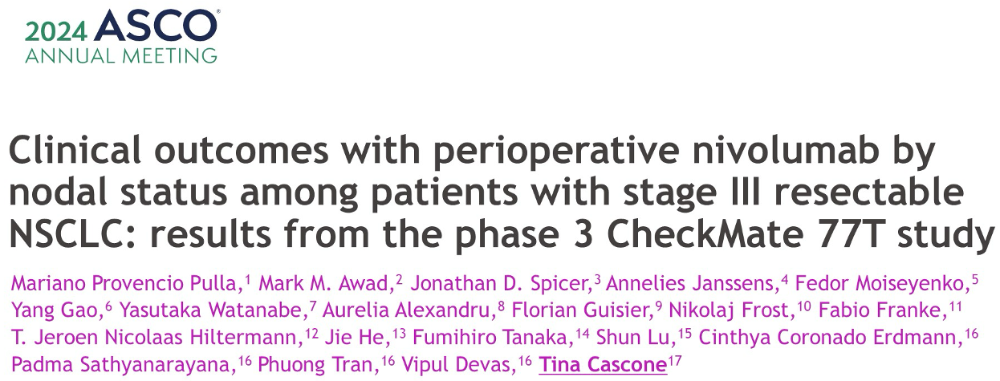 2024 ASCO®
ANNUAL MEETING
Clinical outcomes with perioperative nivolumab by
nodal status among patients with stage III resectable
NSCLC: results from the phase 3 CheckMate 77T study
Mariano Provencio Pulla,¹ Mark M. Awad,² Jonathan D. Spicer,³ Annelies Janssens,⁴ Fedor Moiseyenko,⁵
Yang Gao,⁶ Yasutaka Watanabe,⁷ Aurelia Alexandru,⁸ Florian Guisier,⁹ Nikolaj Frost,¹⁰ Fabio Franke,¹¹
T. Jeroen Nicolaas Hiltermann,¹² Jie He,¹³ Fumihiro Tanaka,¹⁴ Shun Lu,¹⁵ Cinthya Coronado Erdmann,¹⁶
Padma Sathyanarayana,¹⁶ Phuong Tran,¹⁶ Vipul Devas,¹⁶ Tina Cascone¹⁷